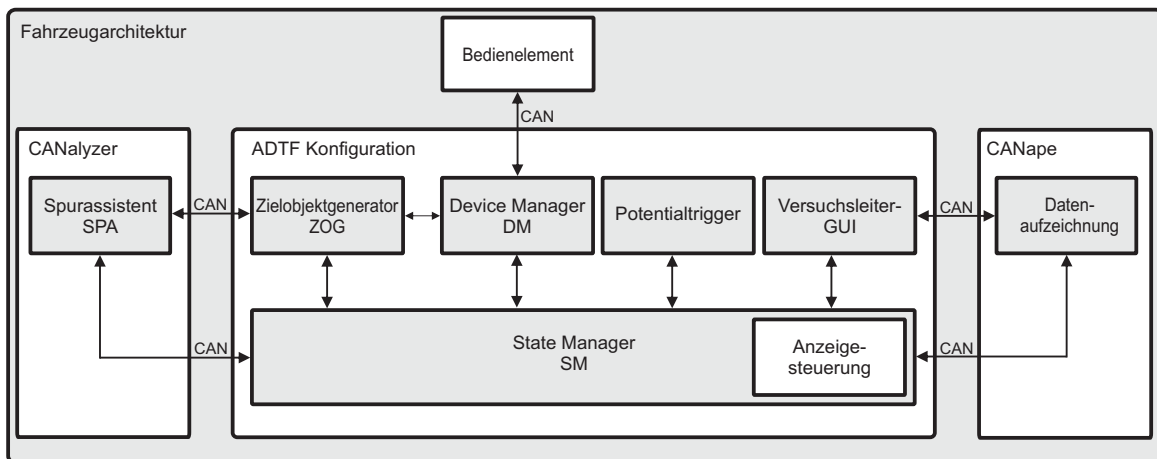 Fahrzeugarchitektur
Bedienelement
CAN
CANalyzer
ADTF Konfiguration
CANape
Spurassistent
SPA
CAN
Zielobjektgenerator
ZOG
Device Manager
DM
Potentialtrigger
Versuchsleiter-
GUI
CAN
Daten-
aufzeichnung
CAN
State Manager
SM
Anzeige-
steuerung
CAN